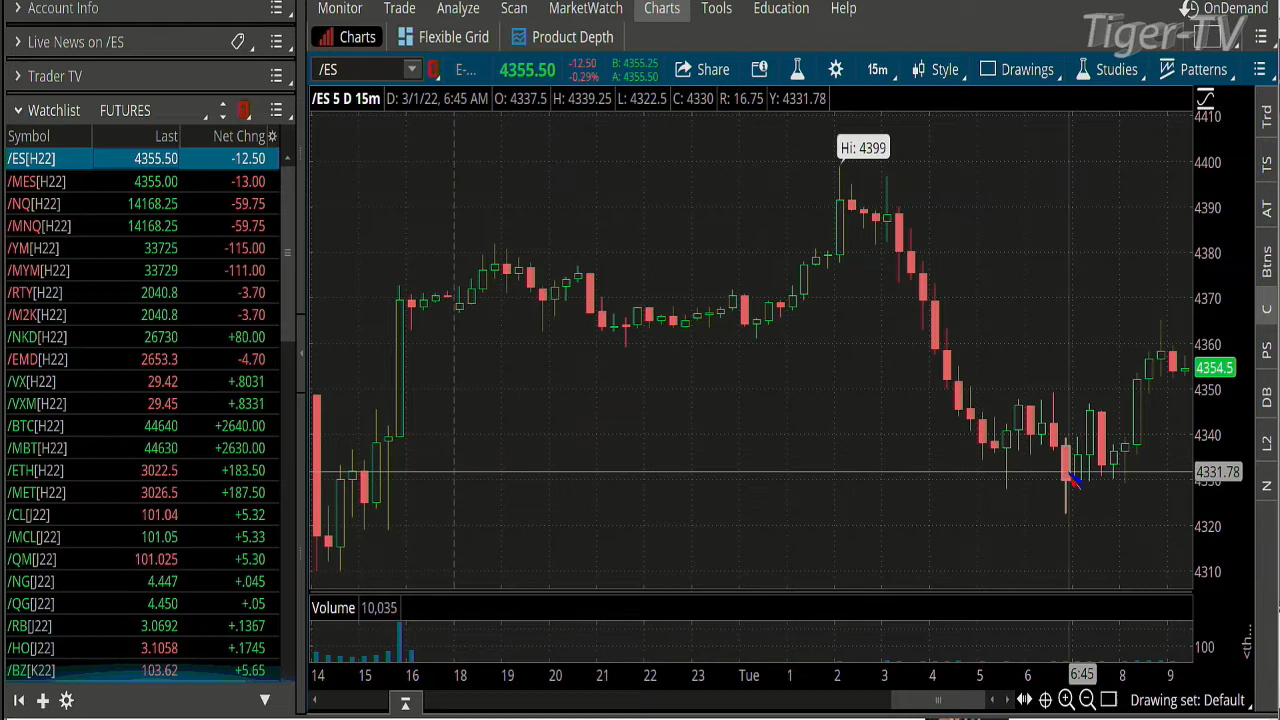 Account Info
Live News on /ES
Trader TV
Watchlist FUTURES
Symbol Last Net Chng
/ES[H22] 4355.50 -12.50
/MES[H22] 4355.00 -13.00
/NQ[H22] 14168.25 -59.75
/MNQ[H22] 14168.25 -59.75
/YM[H22] 33725 -115.00
/MYM[H22] 33729 -111.00
/RTY[H22] 2040.8 -3.70
/M2K[H22] 2040.8 -3.70
/NKD[H22] 26730 +80.00
/EMD[H22] 2653.3 -4.70
/VX[H22] 29.42 +.8031
/VXM[H22] 29.45 +.8331
/BTC[H22] 44640 +2640.00
/MBT[H22] 44630 +2630.00
/ETH[H22] 3022.5 +183.50
/MET[H22] 3026.5 +187.50
/CL[J22] 101.04 +5.32
/MCL[J22] 101.05 +5.33
/QM[J22] 101.025 +5.30
/NG[J22] 4.447 +.045
/QG[J22] 4.450 +.05
/RB[J22] 3.0692 +.1367
/HO[J22] 3.1058 +.1745
/BZ[K22] 103.62 +5.65
Monitor Trade Analyze Scan MarketWatch Charts Tools Education Help OnDemand
Tiger-TV
Charts Flexible Grid Product Depth
/ES E-... 4355.50 -12.50 B: 4355.25
-0.29% A: 4355.50
Share 15m Style Drawings Studies Patterns
/ES 5 D 15m D: 3/1/22, 6:45 AM O: 4337.5 H: 4339.25 L: 4322.5 C: 4330 R: 16.75 Y: 4331.78
Hi: 4399
4410
4400
4390
4380
4370
4360
4354.5
4350
4340
4331.78
4330
4320
4310
Volume 10,035
100
<th...
14 15 16 17 18 19 20 21 22 23 Tue 1 2 3 4 5 6 6:45 8 9
Drawing set: Default
Trd
TS
AT
Btns
C
PS
DB
L2
N